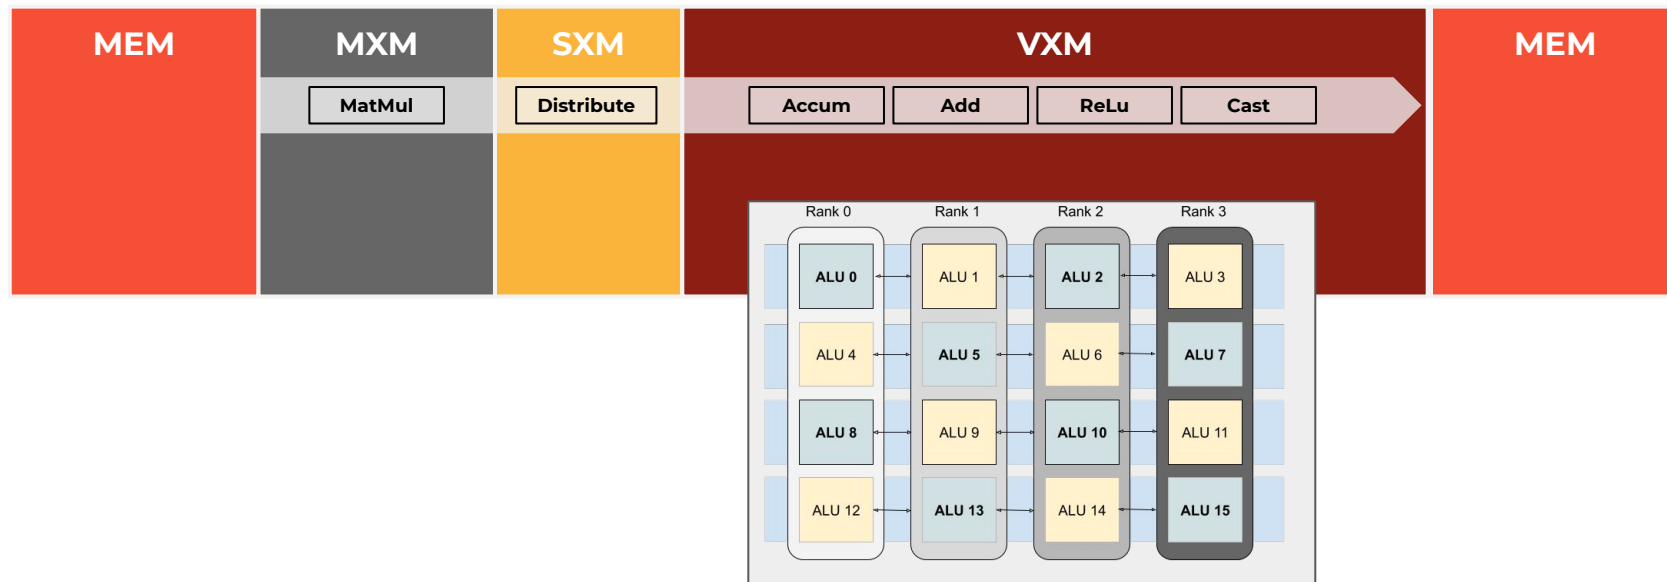 MEM MXM SXM VXM MEM
MatMul Distribute Accum Add ReLu Cast
Rank 0 Rank 1 Rank 2 Rank 3
ALU 0 ALU 1 ALU 2 ALU 3
ALU 4 ALU 5 ALU 6 ALU 7
ALU 8 ALU 9 ALU 10 ALU 11
ALU 12 ALU 13 ALU 14 ALU 15